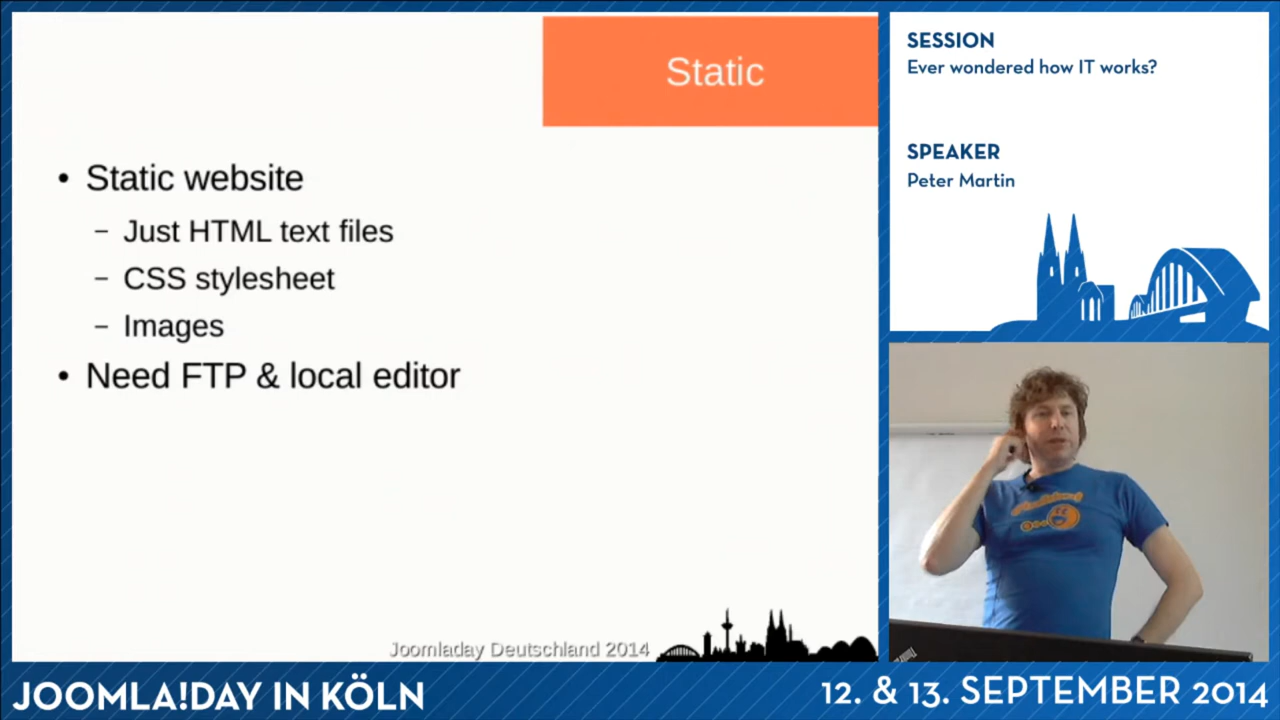 Static
• Static website
– Just HTML text files
– CSS stylesheet
– Images
• Need FTP & local editor
Joomladay Deutschland 2014
SESSION
Ever wondered how IT works?
SPEAKER
Peter Martin
JOOMLA!DAY IN KÖLN
12. & 13. SEPTEMBER 2014